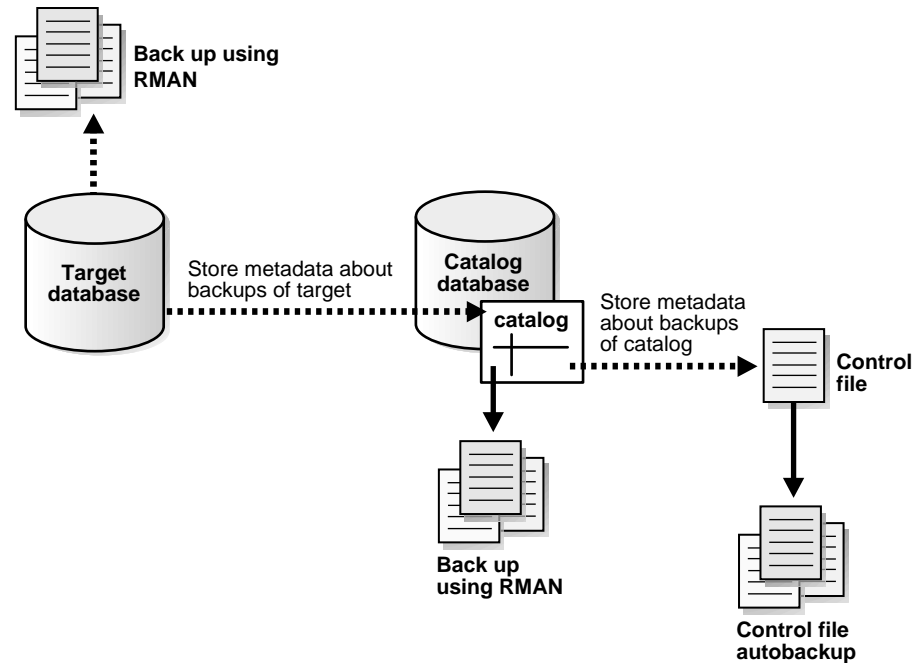 Back up using
RMAN
Target
database
Store metadata about
backups of target
Catalog
database
catalog
Store metadata
about backups
of catalog
Control
file
Back up
using RMAN
Control file
autobackup